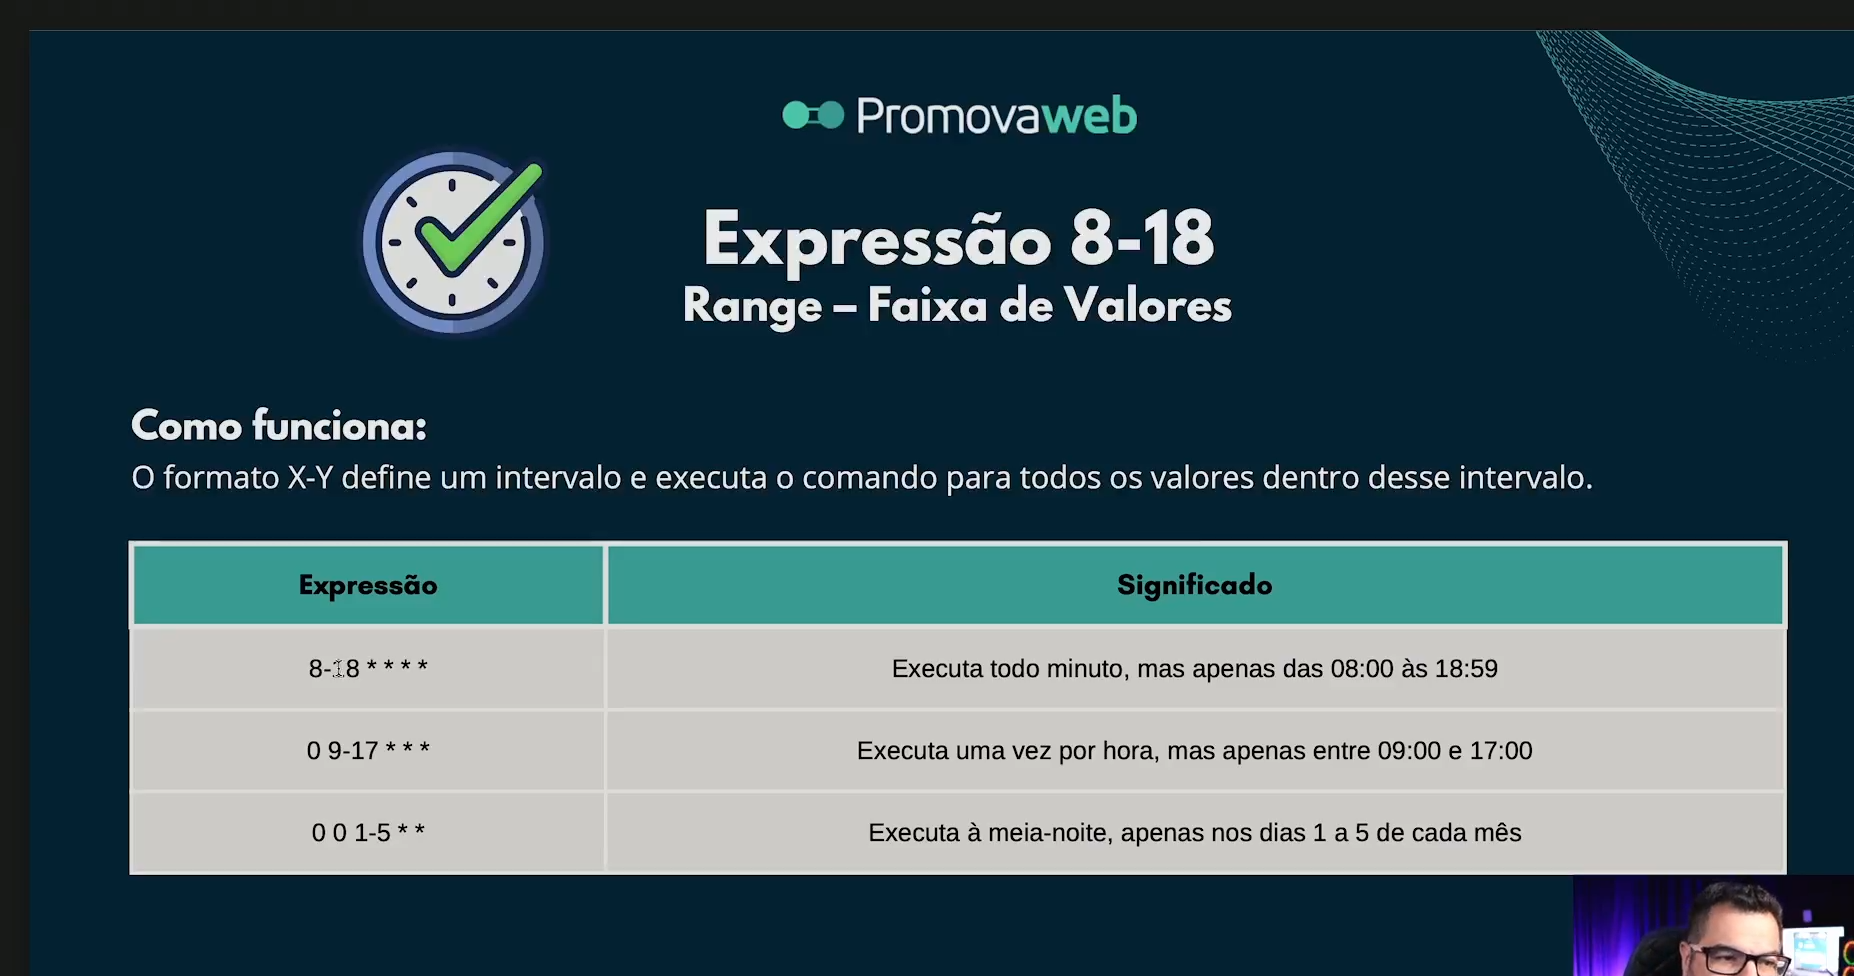 Promovaweb
Expressão 8-18
Range – Faixa de Valores
Como funciona:
O formato X-Y define um intervalo e executa o comando para todos os valores dentro desse intervalo.
Expressão
Significado
8-18 * * * *
Executa todo minuto, mas apenas das 08:00 às 18:59
0 9-17 * * *
Executa uma vez por hora, mas apenas entre 09:00 e 17:00
0 0 1-5 * *
Executa à meia-noite, apenas nos dias 1 a 5 de cada mês